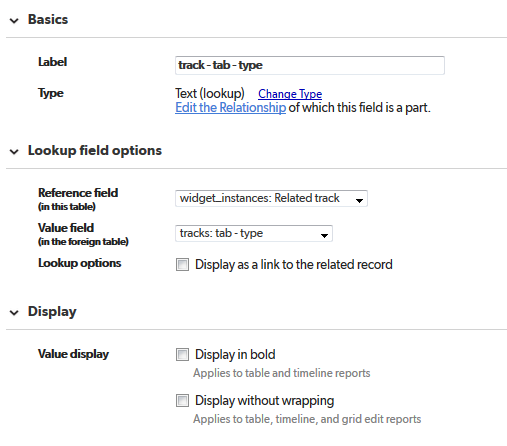 Basics
Label track - tab - type
Type Text (lookup) Change Type
Edit the Relationship of which this field is a part.
Lookup field options
Reference field widget_instances: Related track
(in this table)
Value field tracks: tab - type
(in the foreign table)
Lookup options Display as a link to the related record
Display
Value display Display in bold
Applies to table and timeline reports
Display without wrapping
Applies to table, timeline, and grid edit reports